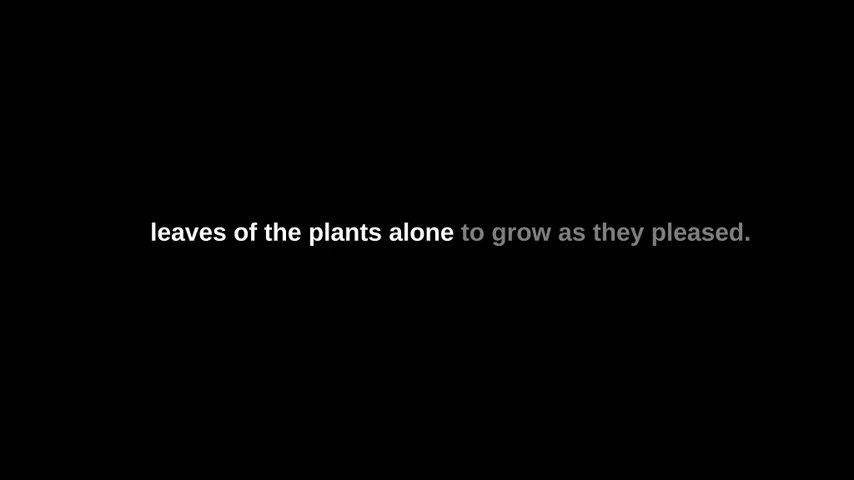 leaves of the plants alone to grow as they pleased.